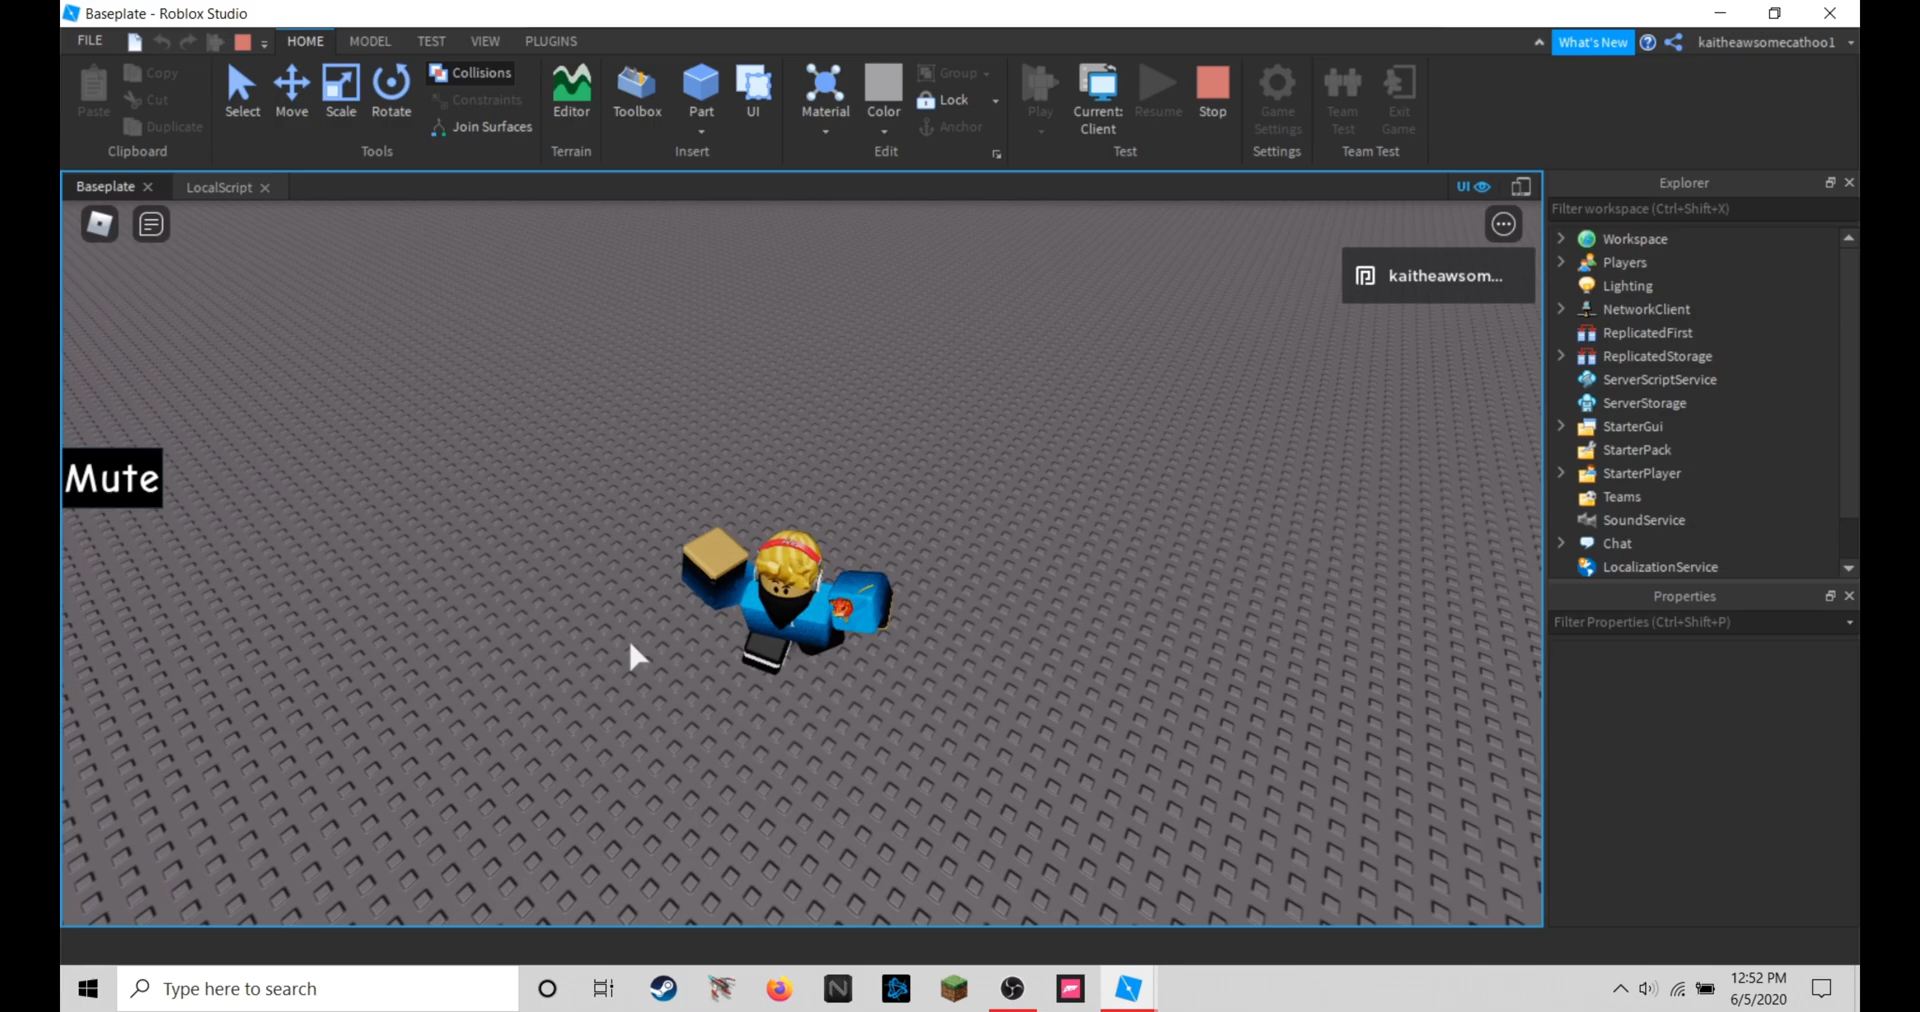 Baseplate - Roblox Studio
FILE HOME MODEL TEST VIEW PLUGINS What's New kaitheawsomecathoo1
Paste Copy Cut Duplicate
Clipboard
Select Move Scale Rotate
Collisions
Constraints
Join Surfaces
Tools
Editor
Terrain
Toolbox Part UI
Insert
Material Color
Group
Lock
Anchor
Edit
Play Current: Client Resume Stop
Test
Game Settings
Settings
Team Test Exit Game
Team Test
Baseplate LocalScript UI
kaitheawsom...
Mute
Explorer
Filter workspace (Ctrl+Shift+X)
Workspace
Players
Lighting
NetworkClient
ReplicatedFirst
ReplicatedStorage
ServerScriptService
ServerStorage
StarterGui
StarterPack
StarterPlayer
Teams
SoundService
Chat
LocalizationService
Properties
Filter Properties (Ctrl+Shift+P)
Type here to search
12:52 PM
6/5/2020